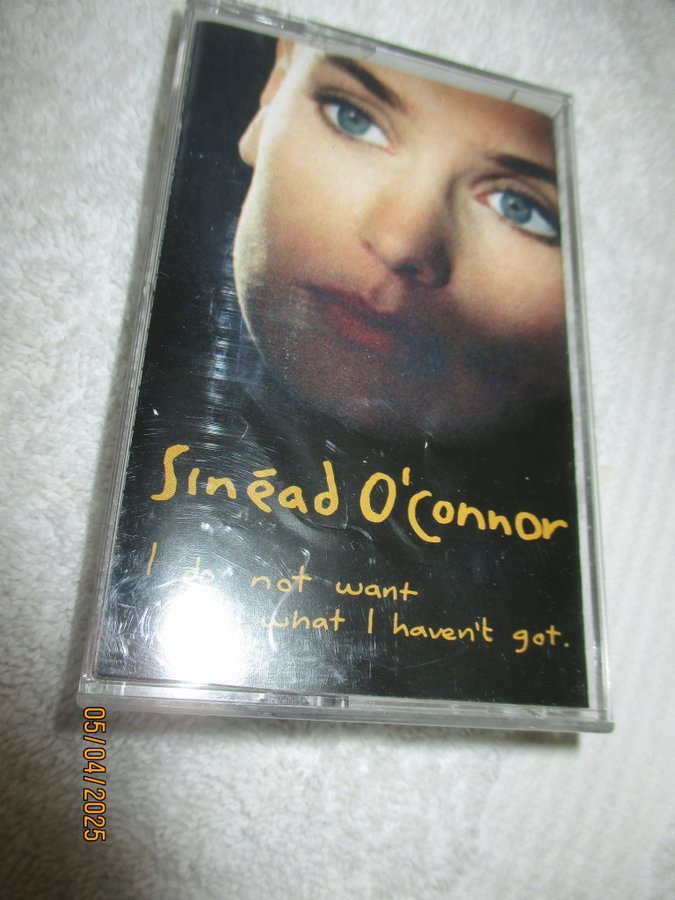 Sinéad O'Connor
I do not want
what I haven't got.
05/04/2025